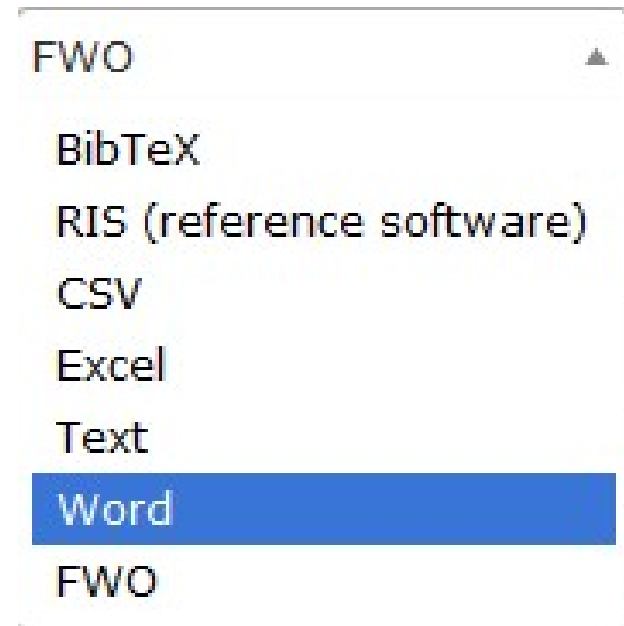 FWO
BibTeX
RIS (reference software)
CSV
Excel
Text
Word
FWO